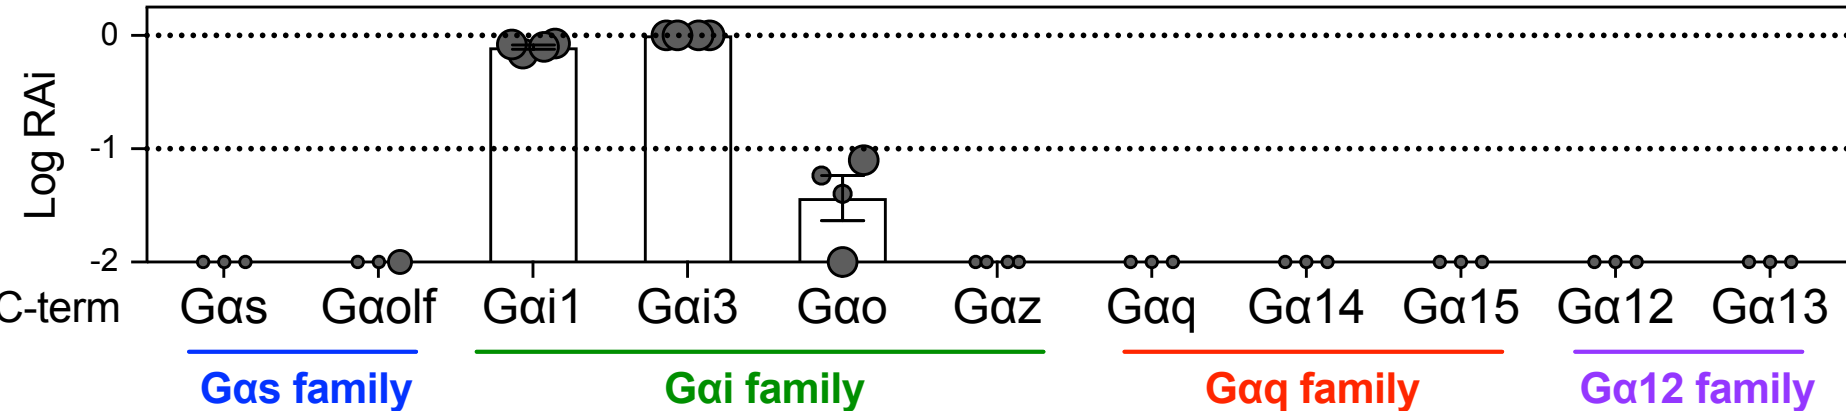 Log RAi
0
-1
-2
C-term Gαs Gαolf Gαi1 Gαi3 Gαo Gαz Gαq Gα14 Gα15 Gα12 Gα13
Gαs family Gαi family Gαq family Gα12 family